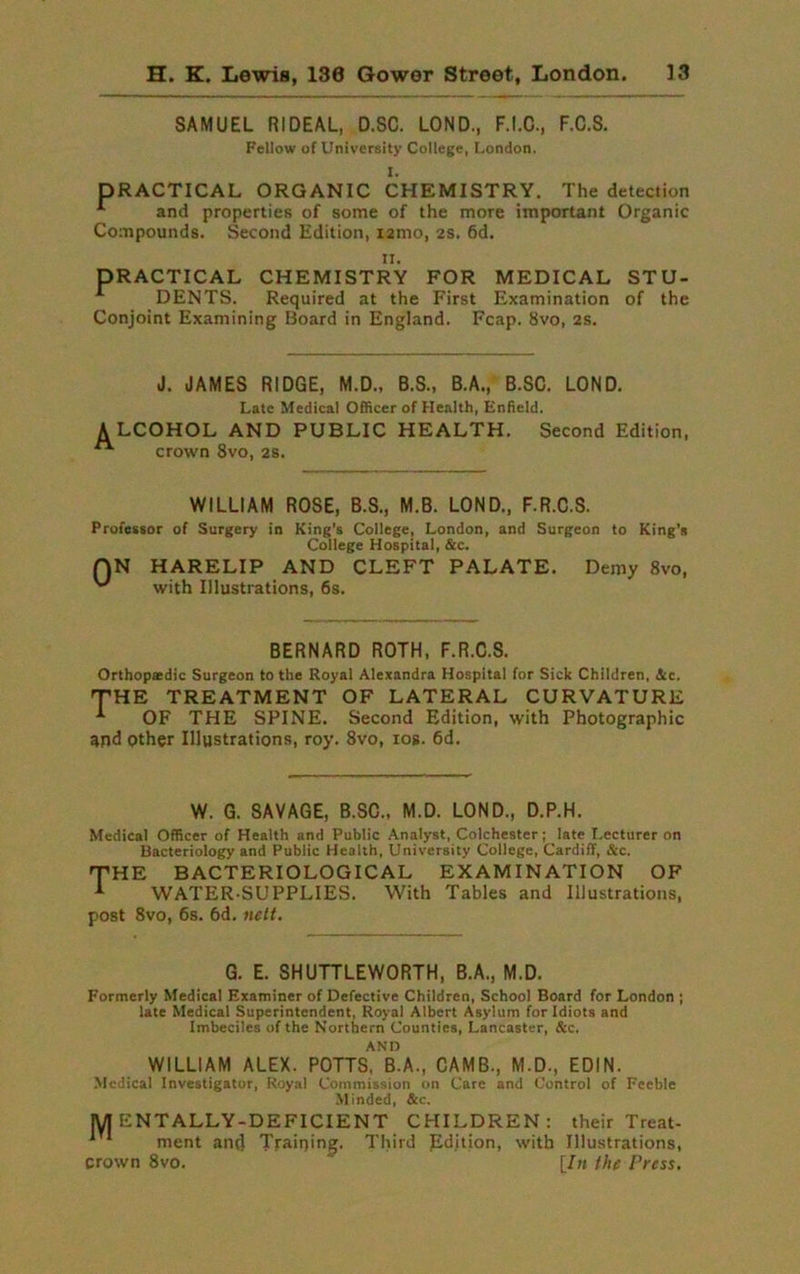 H. K. Lewis, 136 Gower Street, London. 13
SAMUEL RIDEAL, D.SC. LOND., F.I.C., F.C.S.
Fellow of University College, London.
I.
PRACTICAL ORGANIC CHEMISTRY. The detection
and properties of some of the more important Organic
Compounds. Second Edition, 12mo, 2s. 6d.
II.
PRACTICAL CHEMISTRY FOR MEDICAL STU-
DENTS. Required at the First Examination of the
Conjoint Examining Board in England. Fcap. 8vo, 2s.
J. JAMES RIDGE, M.D., B.S., B.A., B.SC. LOND.
Late Medical Officer of Health, Enfield.
ALCOHOL AND PUBLIC HEALTH. Second Edition,
crown 8vo, 2s.
WILLIAM ROSE, B.S., M.B. LOND., F.R.C.S.
Professor of Surgery in King's College, London, and Surgeon to King's
College Hospital, &c.
ON HARELIP AND CLEFT PALATE. Demy 8vo,
with Illustrations, 6s.
BERNARD ROTH, F.R.C.S.
Orthopædic Surgeon to the Royal Alexandra Hospital for Sick Children, &c.
THE TREATMENT OF LATERAL CURVATURE
OF THE SPINE. Second Edition, with Photographic
and other Illustrations, roy. 8vo, 10s. 6d.
W. G. SAVAGE, B.SC., M.D. LOND., D.P.H.
Medical Officer of Health and Public Analyst, Colchester; late Lecturer on
Bacteriology and Public Health, University College, Cardiff, &c.
THE BACTERIOLOGICAL EXAMINATION OF
WATER-SUPPLIES. With Tables and Illustrations,
post 8vo, 6s. 6d. nett.
G. E. SHUTTLEWORTH, B.A., M.D.
Formerly Medical Examiner of Defective Children, School Board for London ;
late Medical Superintendent, Royal Albert Asylum for Idiots and
Imbeciles of the Northern Counties, Lancaster, &c.
AND
WILLIAM ALEX. POTTS, B.A., CAMB., M.D., EDIN.
Medical Investigator, Royal Commission on Care and Control of Feeble
Minded, &c.
MENTALLY-DEFICIENT CHILDREN: their Treat-
ment and Training. Third Edition, with Illustrations,
crown 8vo. [In the Press.